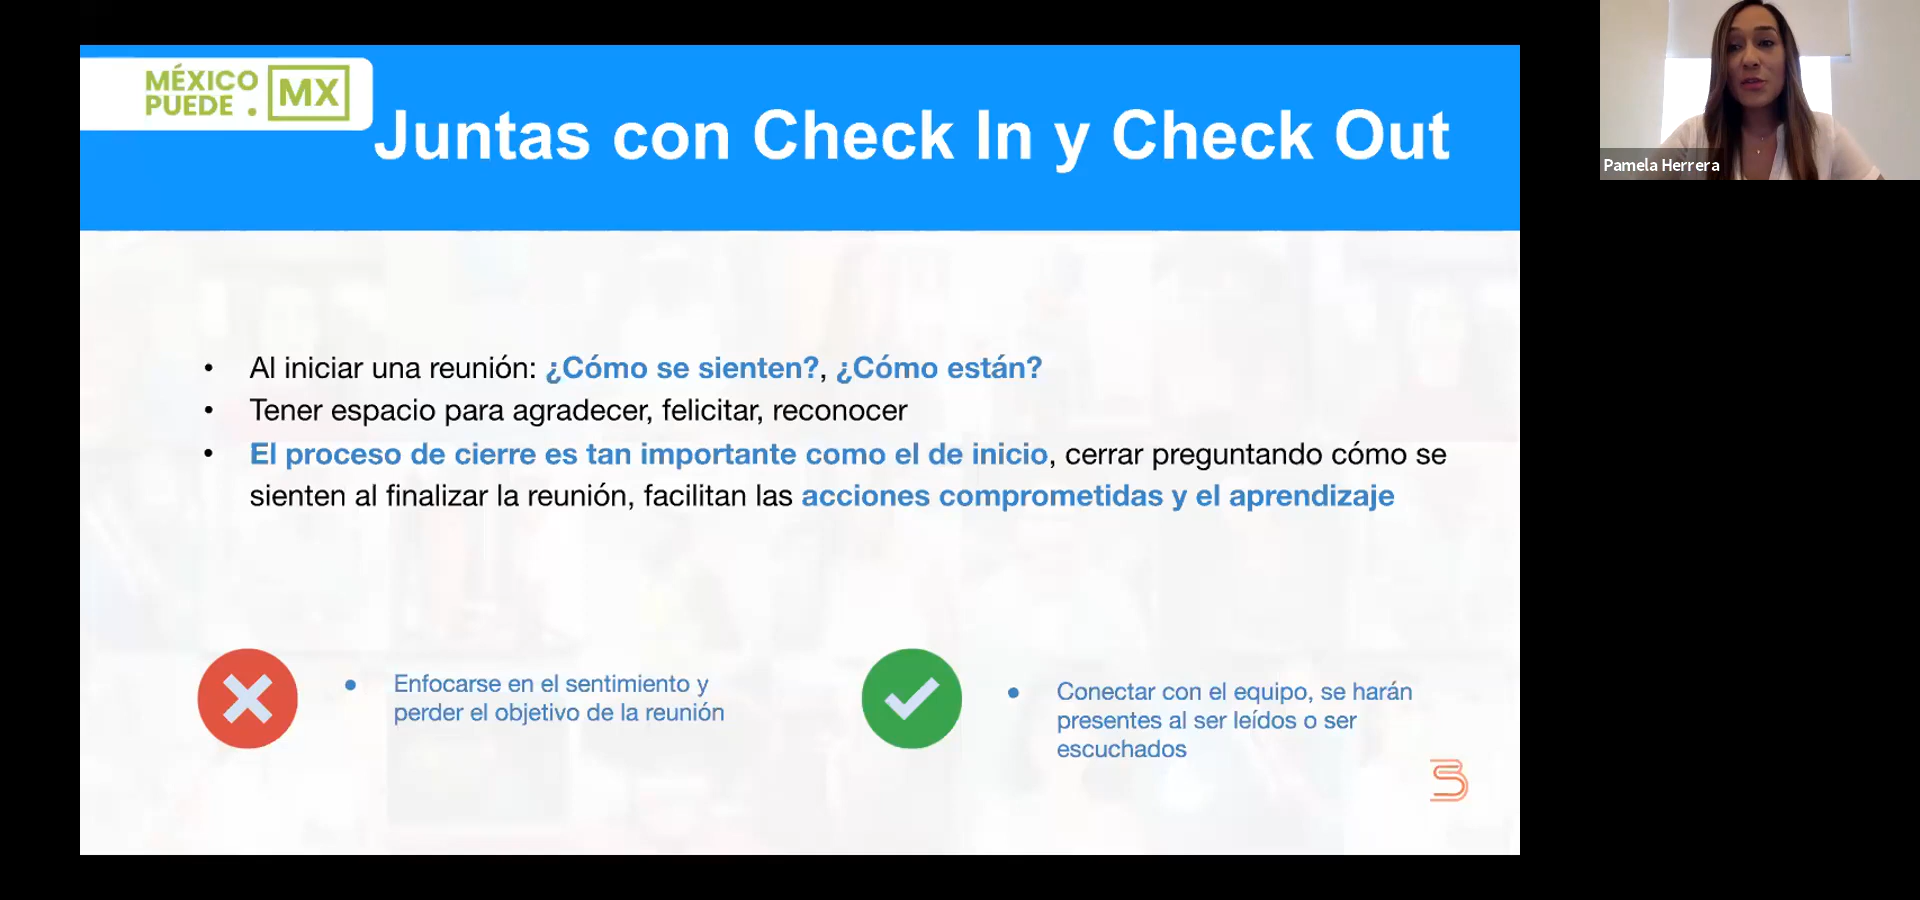 MÉXICO
PUEDE.
MX
Juntas con Check In y Check Out
Pamela Herrera
• Al iniciar una reunión: ¿Cómo se sienten?, ¿Cómo están?
• Tener espacio para agradecer, felicitar, reconocer
• El proceso de cierre es tan importante como el de inicio, cerrar preguntando cómo se
sienten al finalizar la reunión, facilitan las acciones comprometidas y el aprendizaje
• Enfocarse en el sentimiento y
perder el objetivo de la reunión
• Conectar con el equipo, se harán
presentes al ser leídos o ser
escuchados